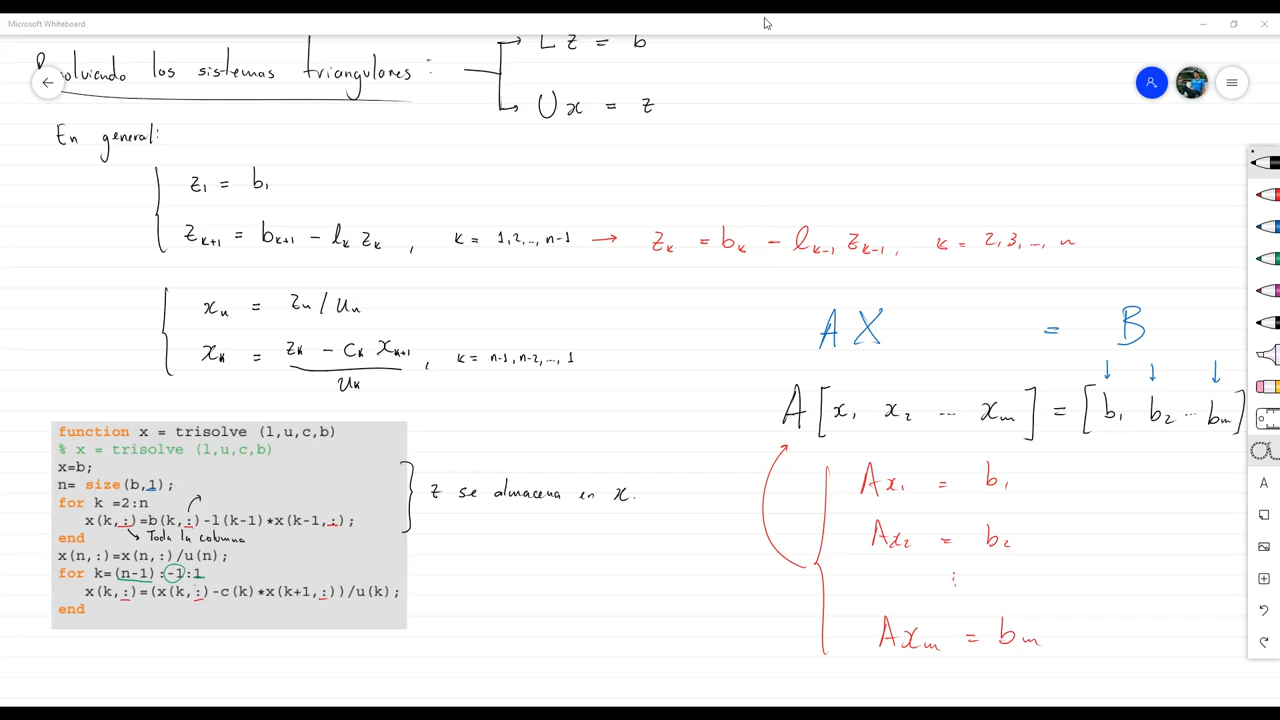 Microsoft Whiteboard
Resolviendo los sistemas triangulares :
L z = b
U x = z
En general:
z₁ = b₁
zₖ₊₁ = bₖ₊₁ - lₖ zₖ , k = 1,2,..,n-1 → zₖ = bₖ - lₖ₋₁ zₖ₋₁, k = 2,3,..., n
xₙ = zₙ / uₙ
xₖ = (zₖ - cₖ xₖ₊₁) / uₖ , k = n-1, n-2, ..., 1
A X = B
↓ ↓ ↓
A [ x₁ x₂ ... xₘ ] = [ b₁ b₂ ... bₘ ]
A x₁ = b₁
A x₂ = b₂
⋮
A xₘ = bₘ
function x = trisolve (l,u,c,b)
% x = trisolve (l,u,c,b)
x=b;
n= size(b,1);
for k =2:n
x(k,:)=b(k,:)-l(k-1)*x(k-1,:);
→ Toda la columna
end
x(n,:)=x(n,:)/u(n);
for k=(n-1):-1:1
x(k,:)=(x(k,:)-c(k)*x(k+1,:))/u(k);
end
z se almacena en x.
A